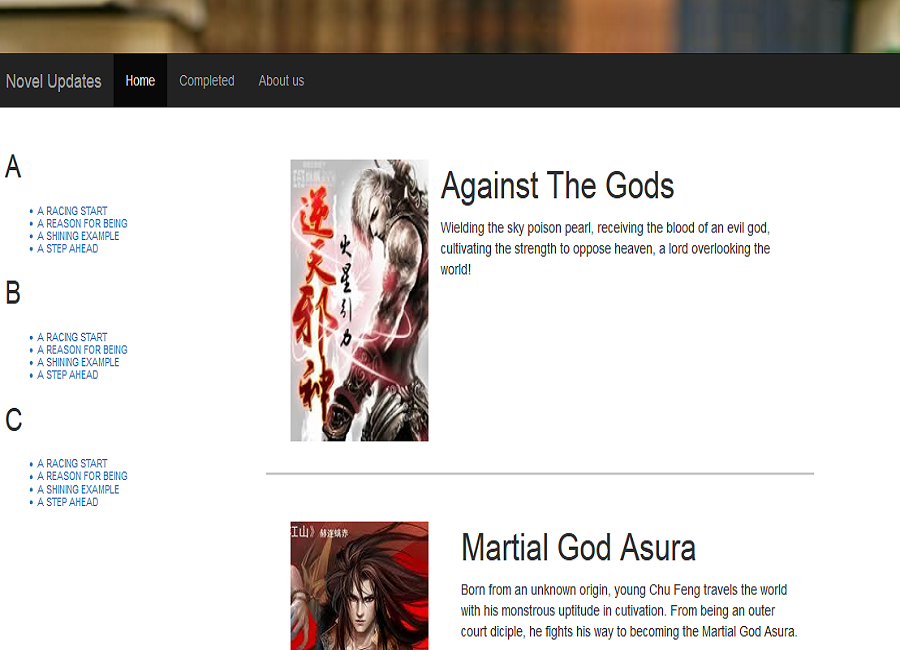 Novel Updates Home Completed About us
A
A RACING START
A REASON FOR BEING
A SHINING EXAMPLE
A STEP AHEAD
B
A RACING START
A REASON FOR BEING
A SHINING EXAMPLE
A STEP AHEAD
C
A RACING START
A REASON FOR BEING
A SHINING EXAMPLE
A STEP AHEAD
逆天邪神
火星引力
Against The Gods
Wielding the sky poison pearl, receiving the blood of an evil god,
cultivating the strength to oppose heaven, a lord overlooking the
world!
江山》
Martial God Asura
Born from an unknown origin, young Chu Feng travels the world
with his monstrous uptitude in cutivation. From being an outer
court diciple, he fights his way to becoming the Martial God Asura.